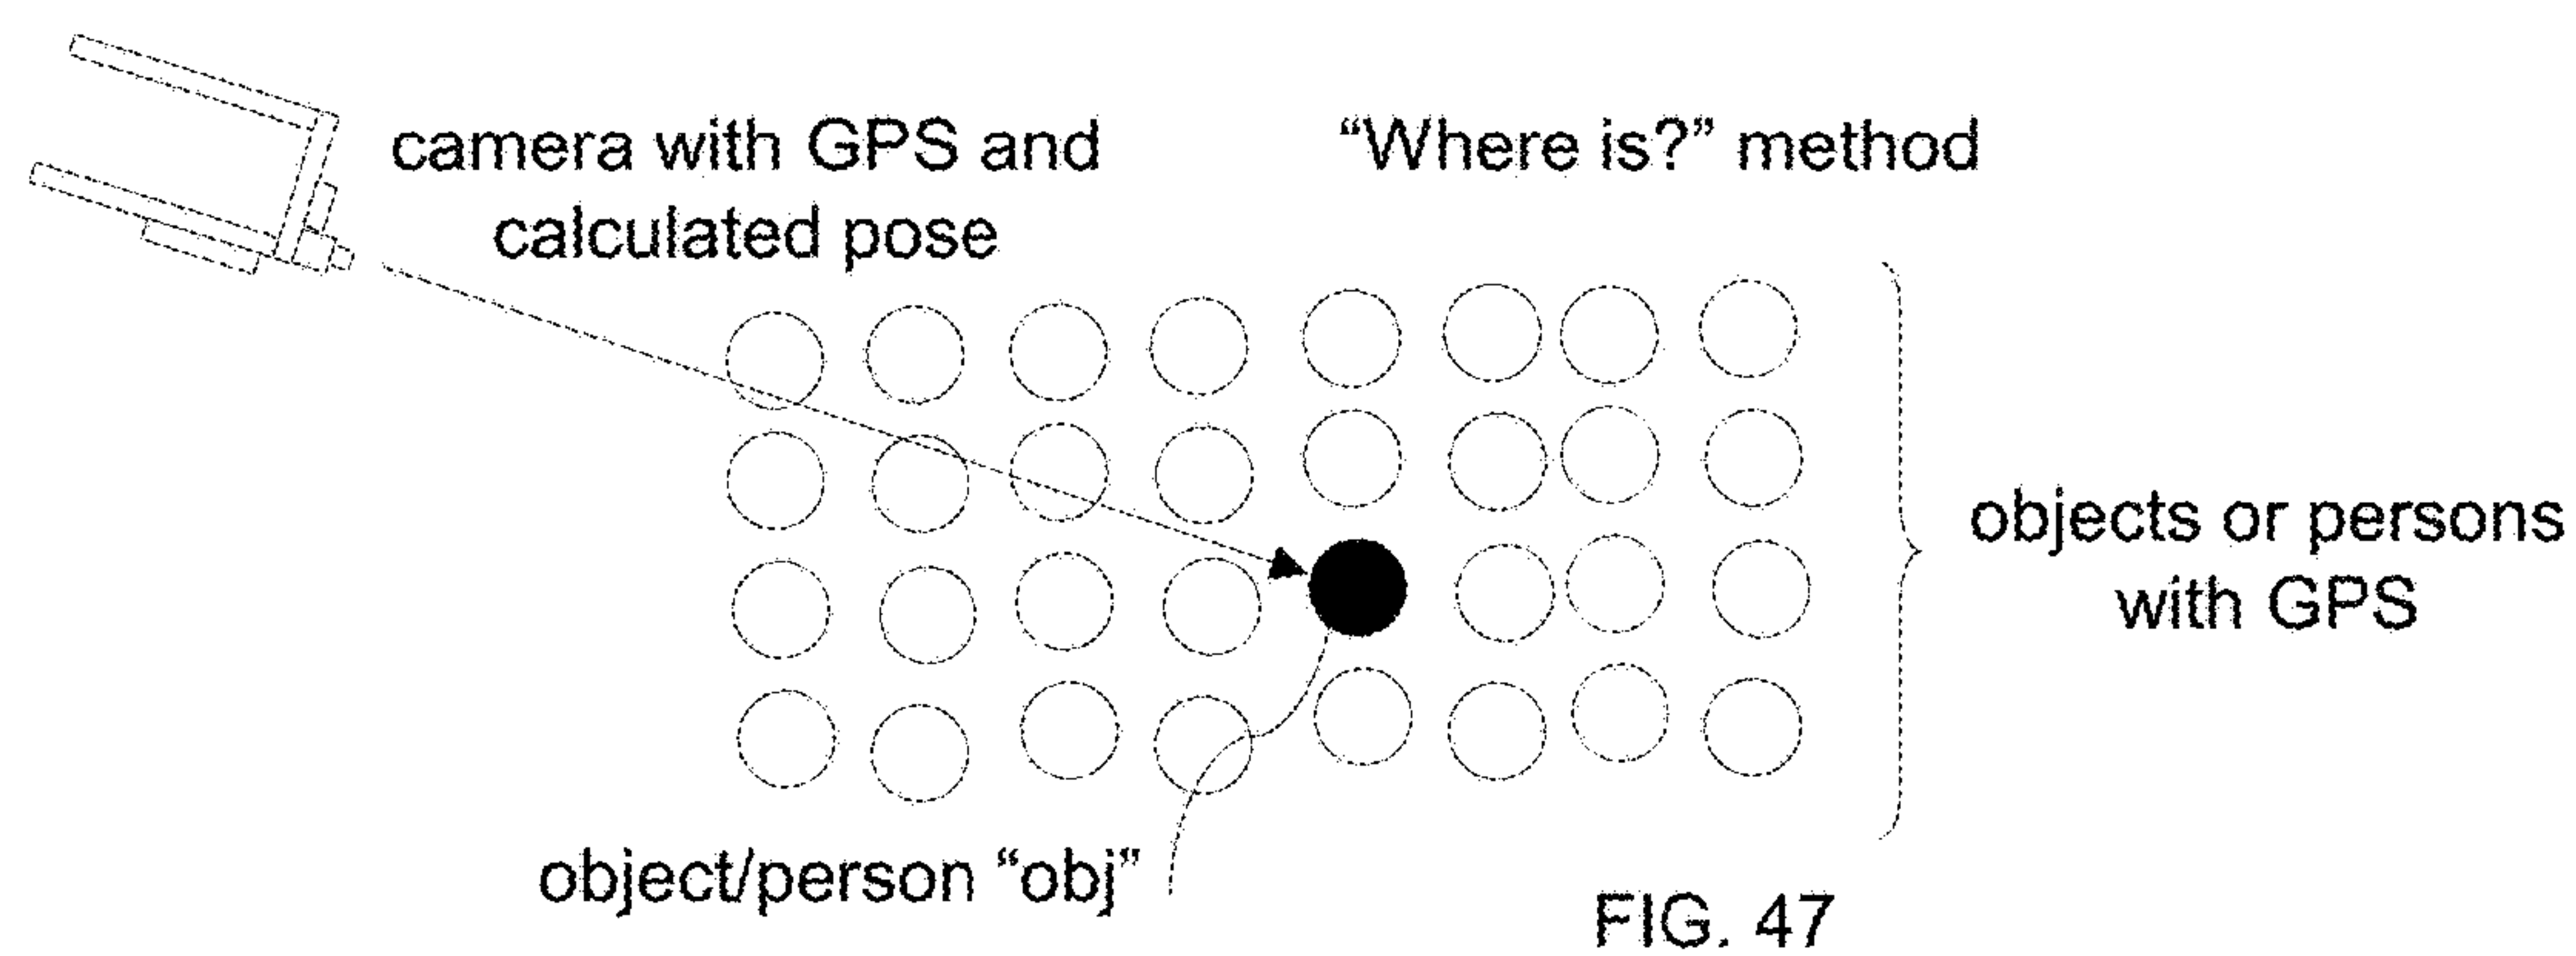 camera with GPS and
calculated pose
“Where is?” method
objects or persons
with GPS
object/person “obj”
FIG. 47